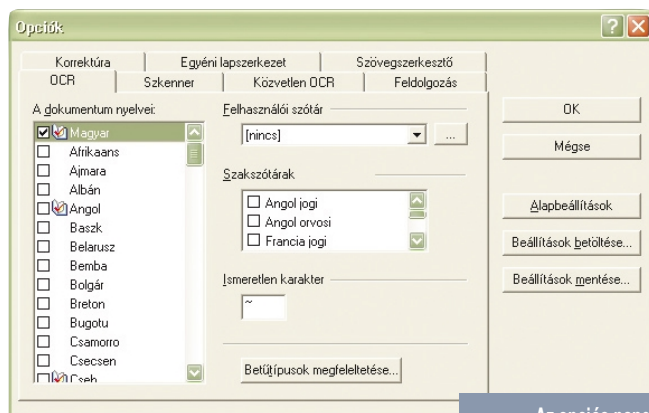 Opciók
Korrektúra
Egyéni lapszerkezet
Szövegszerkesztő
OCR
Szkenner
Közvetlen OCR
Feldolgozás
A dokumentum nyelvei:
Magyar
Afrikaans
Ajmara
Albán
Angol
Baszk
Belarusz
Bemba
Bolgár
Breton
Bugotu
Csamorro
Csecsen
Cseh
Felhasználói szótár
[nincs]
...
Szakszótárak
Angol jogi
Angol orvosi
Francia jogi
Ismeretlen karakter
~
Betűtípusok megfeleltetése...
OK
Mégse
Alapbeállítások
Beállítások betöltése...
Beállítások mentése...